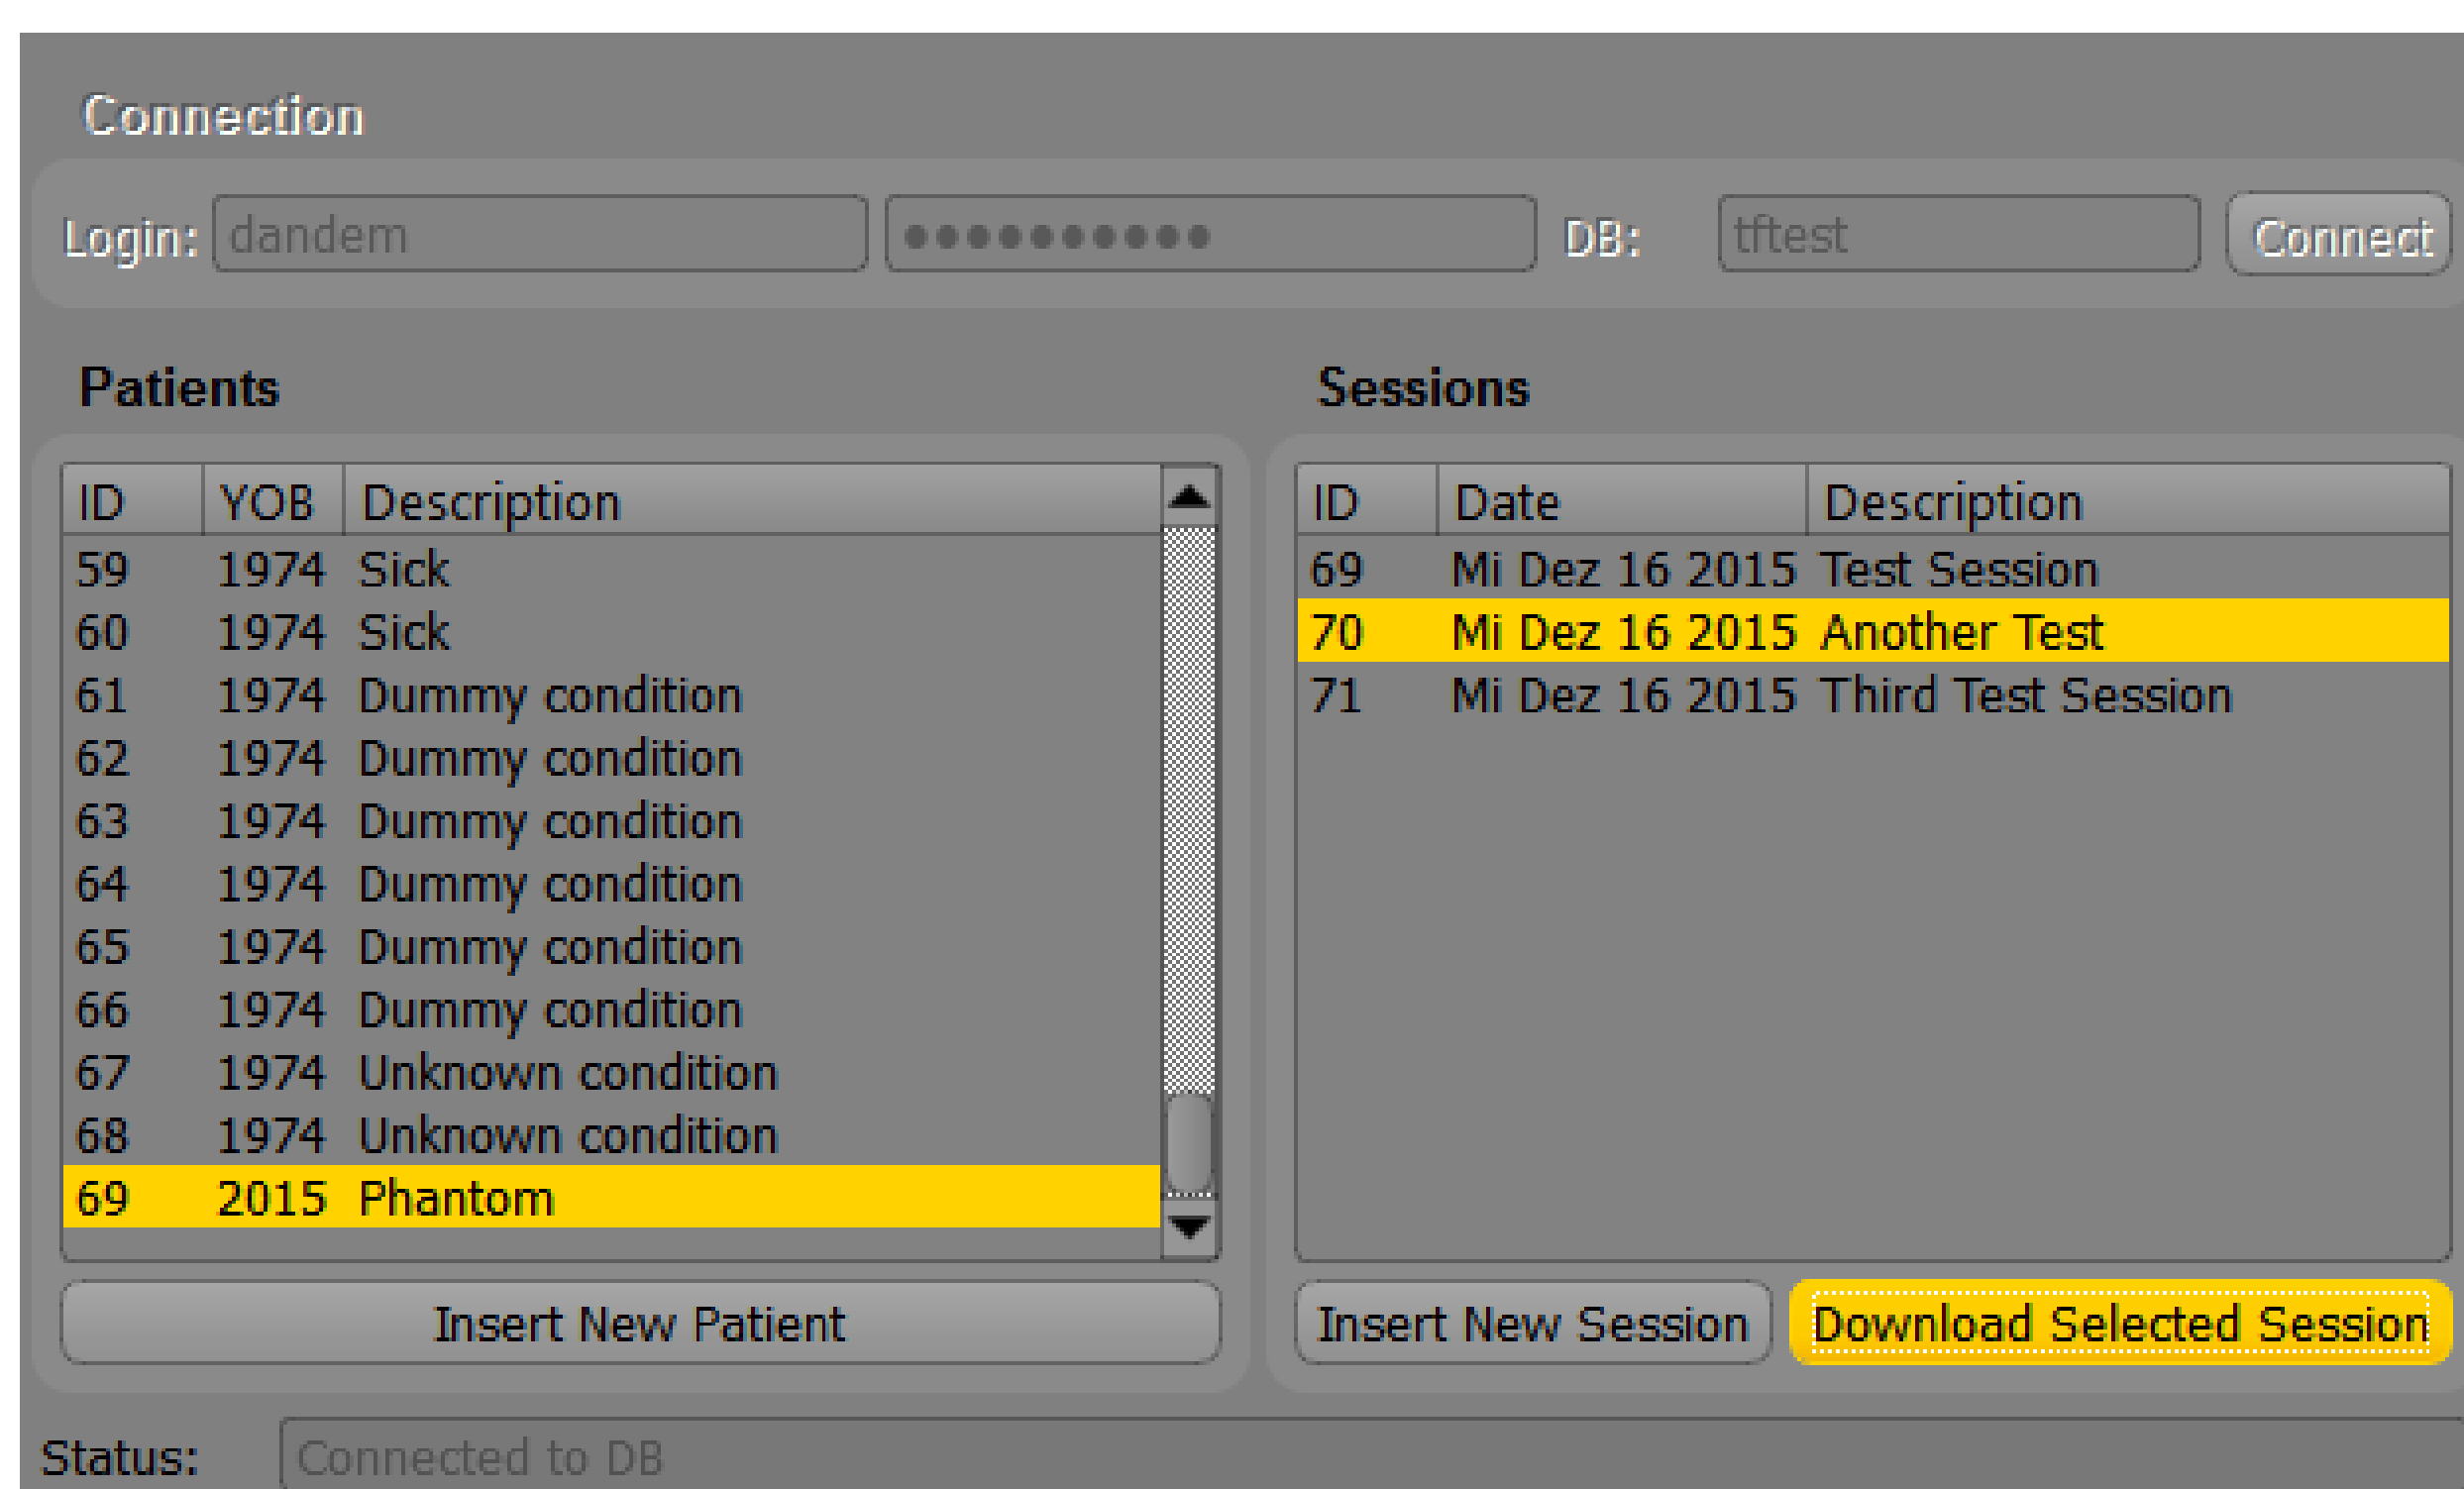 Connection
Login: dandem ●●●●●●●●●● DB: tftest Connect
Patients
ID YOB Description
59 1974 Sick
60 1974 Sick
61 1974 Dummy condition
62 1974 Dummy condition
63 1974 Dummy condition
64 1974 Dummy condition
65 1974 Dummy condition
66 1974 Dummy condition
67 1974 Unknown condition
68 1974 Unknown condition
69 2015 Phantom
Insert New Patient
Sessions
ID Date Description
69 Mi Dez 16 2015 Test Session
70 Mi Dez 16 2015 Another Test
71 Mi Dez 16 2015 Third Test Session
Insert New Session Download Selected Session
Status: Connected to DB